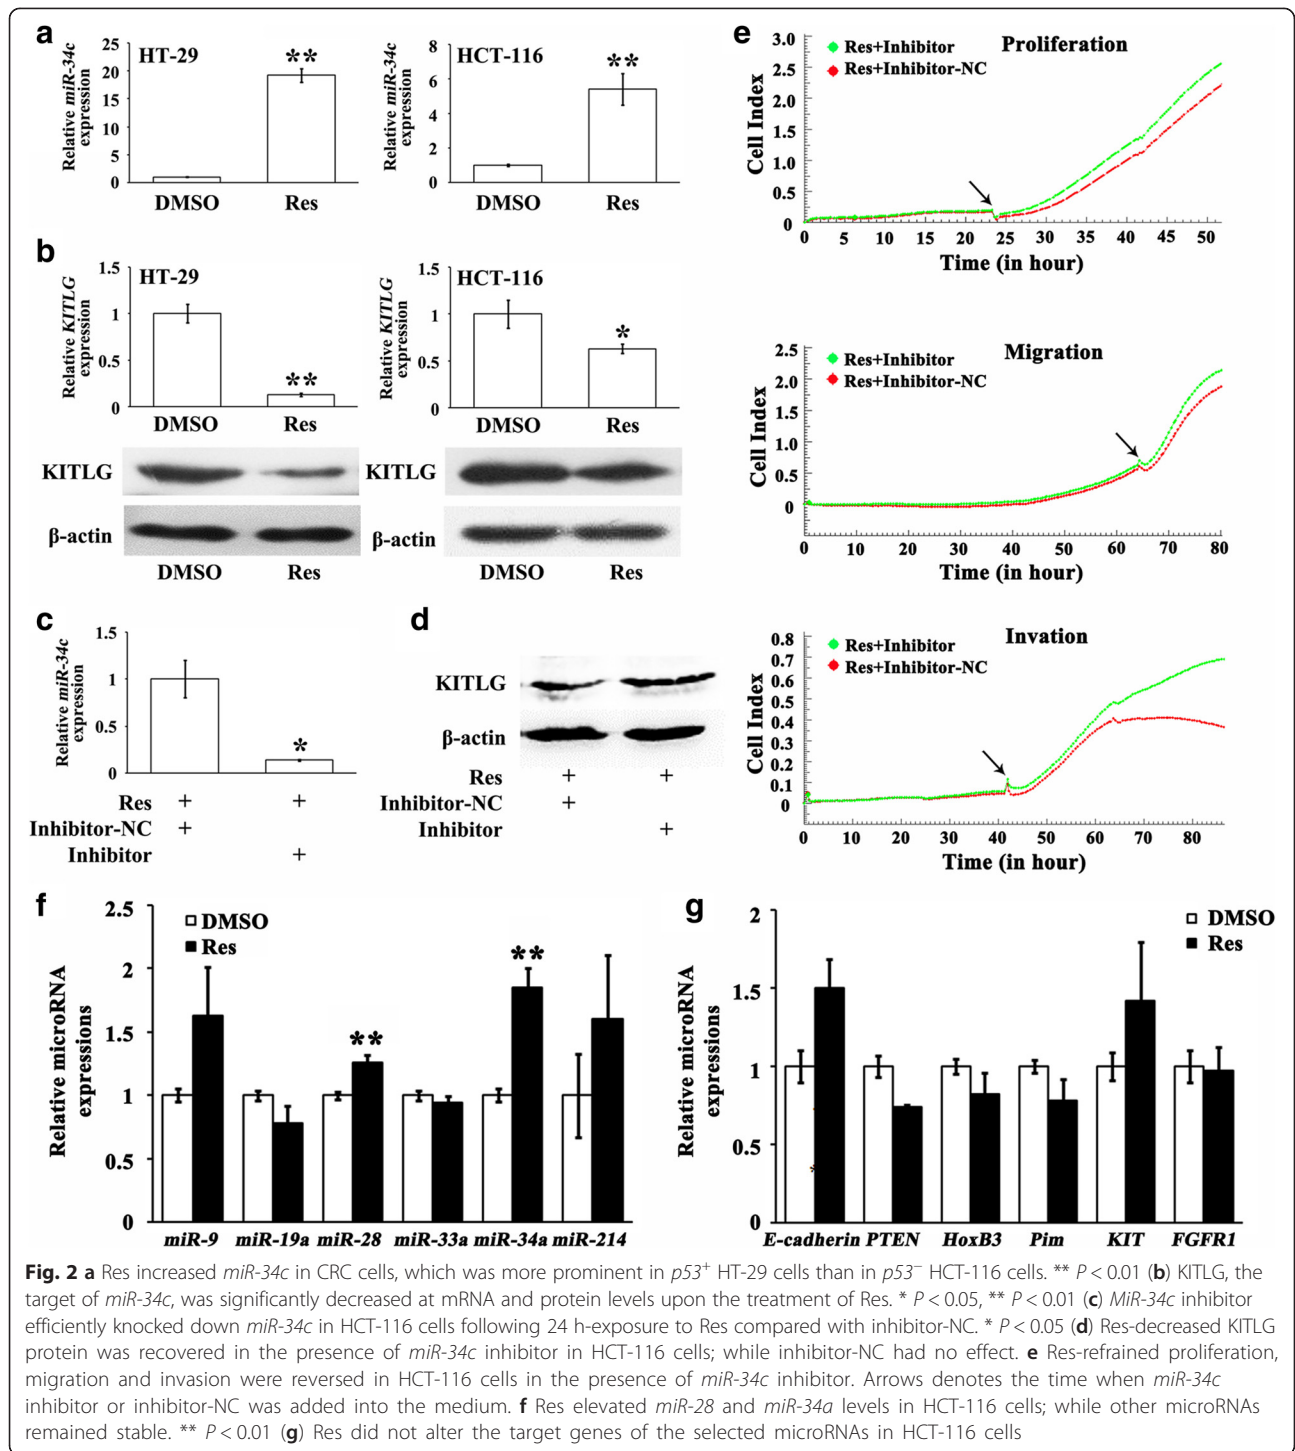 a
Relative miR-34c expression
25
20
15
10
5
0
HT-29
**
DMSO Res
Relative miR-34c expression
8
6
4
2
0
HCT-116
**
DMSO Res
b
Relative KITLG expression
1.5
1
0.5
0
HT-29
**
DMSO Res
Relative KITLG expression
1.5
1
0.5
0
HCT-116
*
DMSO Res
KITLG
β-actin
DMSO Res
KITLG
β-actin
DMSO Res
c
Relative miR-34c expression
1.5
1
0.5
0
*
Res + +
Inhibitor-NC +
Inhibitor +
d
KITLG
β-actin
Res + +
Inhibitor-NC +
Inhibitor +
e
Proliferation
Res+Inhibitor
Res+Inhibitor-NC
Cell Index
3.0
2.5
2.0
1.5
1.0
0.5
0
0 5 10 15 20 25 30 35 40 45 50
Time (in hour)
Migration
Res+Inhibitor
Res+Inhibitor-NC
Cell Index
2.5
2.0
1.5
1.0
0.5
0
0 10 20 30 40 50 60 70 80
Time (in hour)
Invation
Res+Inhibitor
Res+Inhibitor-NC
Cell Index
0.8
0.7
0.6
0.5
0.4
0.3
0.2
0.1
0
0 10 20 30 40 50 60 70 80
Time (in hour)
f
Relative microRNA expressions
2.5
2
1.5
1
0.5
0
DMSO
Res
**
**
miR-9 miR-19a miR-28 miR-33a miR-34a miR-214
g
Relative microRNA expressions
2
1.5
1
0.5
0
DMSO
Res
*
E-cadherin PTEN HoxB3 Pim KIT FGFR1
Fig. 2 a Res increased miR-34c in CRC cells, which was more prominent in p53⁺ HT-29 cells than in p53⁻ HCT-116 cells. ** P < 0.01 (b) KITLG, the
target of miR-34c, was significantly decreased at mRNA and protein levels upon the treatment of Res. * P < 0.05, ** P < 0.01 (c) MiR-34c inhibitor
efficiently knocked down miR-34c in HCT-116 cells following 24 h-exposure to Res compared with inhibitor-NC. * P < 0.05 (d) Res-decreased KITLG
protein was recovered in the presence of miR-34c inhibitor in HCT-116 cells; while inhibitor-NC had no effect. e Res-refrained proliferation,
migration and invasion were reversed in HCT-116 cells in the presence of miR-34c inhibitor. Arrows denotes the time when miR-34c
inhibitor or inhibitor-NC was added into the medium. f Res elevated miR-28 and miR-34a levels in HCT-116 cells; while other microRNAs
remained stable. ** P < 0.01 (g) Res did not alter the target genes of the selected microRNAs in HCT-116 cells